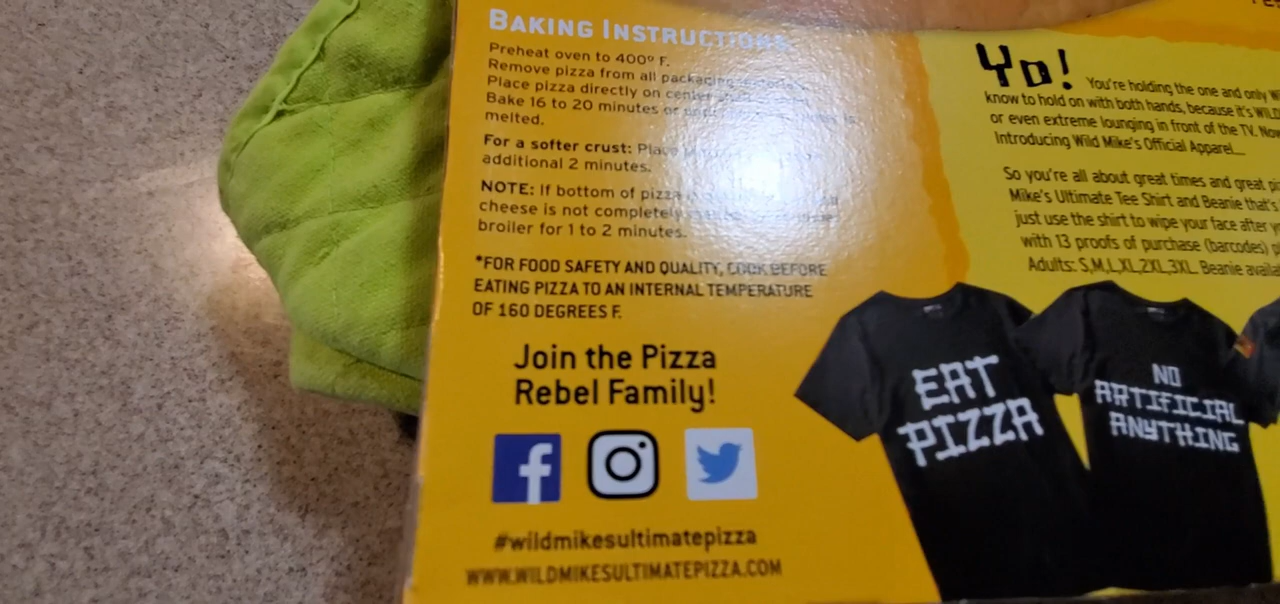 BAKING INSTRUCTIONS
Preheat oven to 400º F.
Remove pizza from all packaging
Place pizza directly on center
Bake 16 to 20 minutes or
melted.
For a softer crust: Place
additional 2 minutes.
NOTE: If bottom of pizza
cheese is not completely
broiler for 1 to 2 minutes.
*FOR FOOD SAFETY AND QUALITY, COOK BEFORE
EATING PIZZA TO AN INTERNAL TEMPERATURE
OF 160 DEGREES F.
Join the Pizza
Rebel Family!
f
#wildmikesultimatepizza
WWW.WILDMIKESULTIMATEPIZZA.COM
Yo!
You're holding the one and only
know to hold on with both hands, because it's WILD
or even extreme lounging in front of the TV. Now
Introducing Wild Mike's Official Apparel....
So you're all about great times and great
Mike's Ultimate Tee Shirt and Beanie that's
just use the shirt to wipe your face after
with 13 proofs of purchase (barcodes)
Adults: S,M,L,XL,2XL,3XL. Beanie
EAT
PIZZA
NO
ARTIFICIAL
ANYTHING